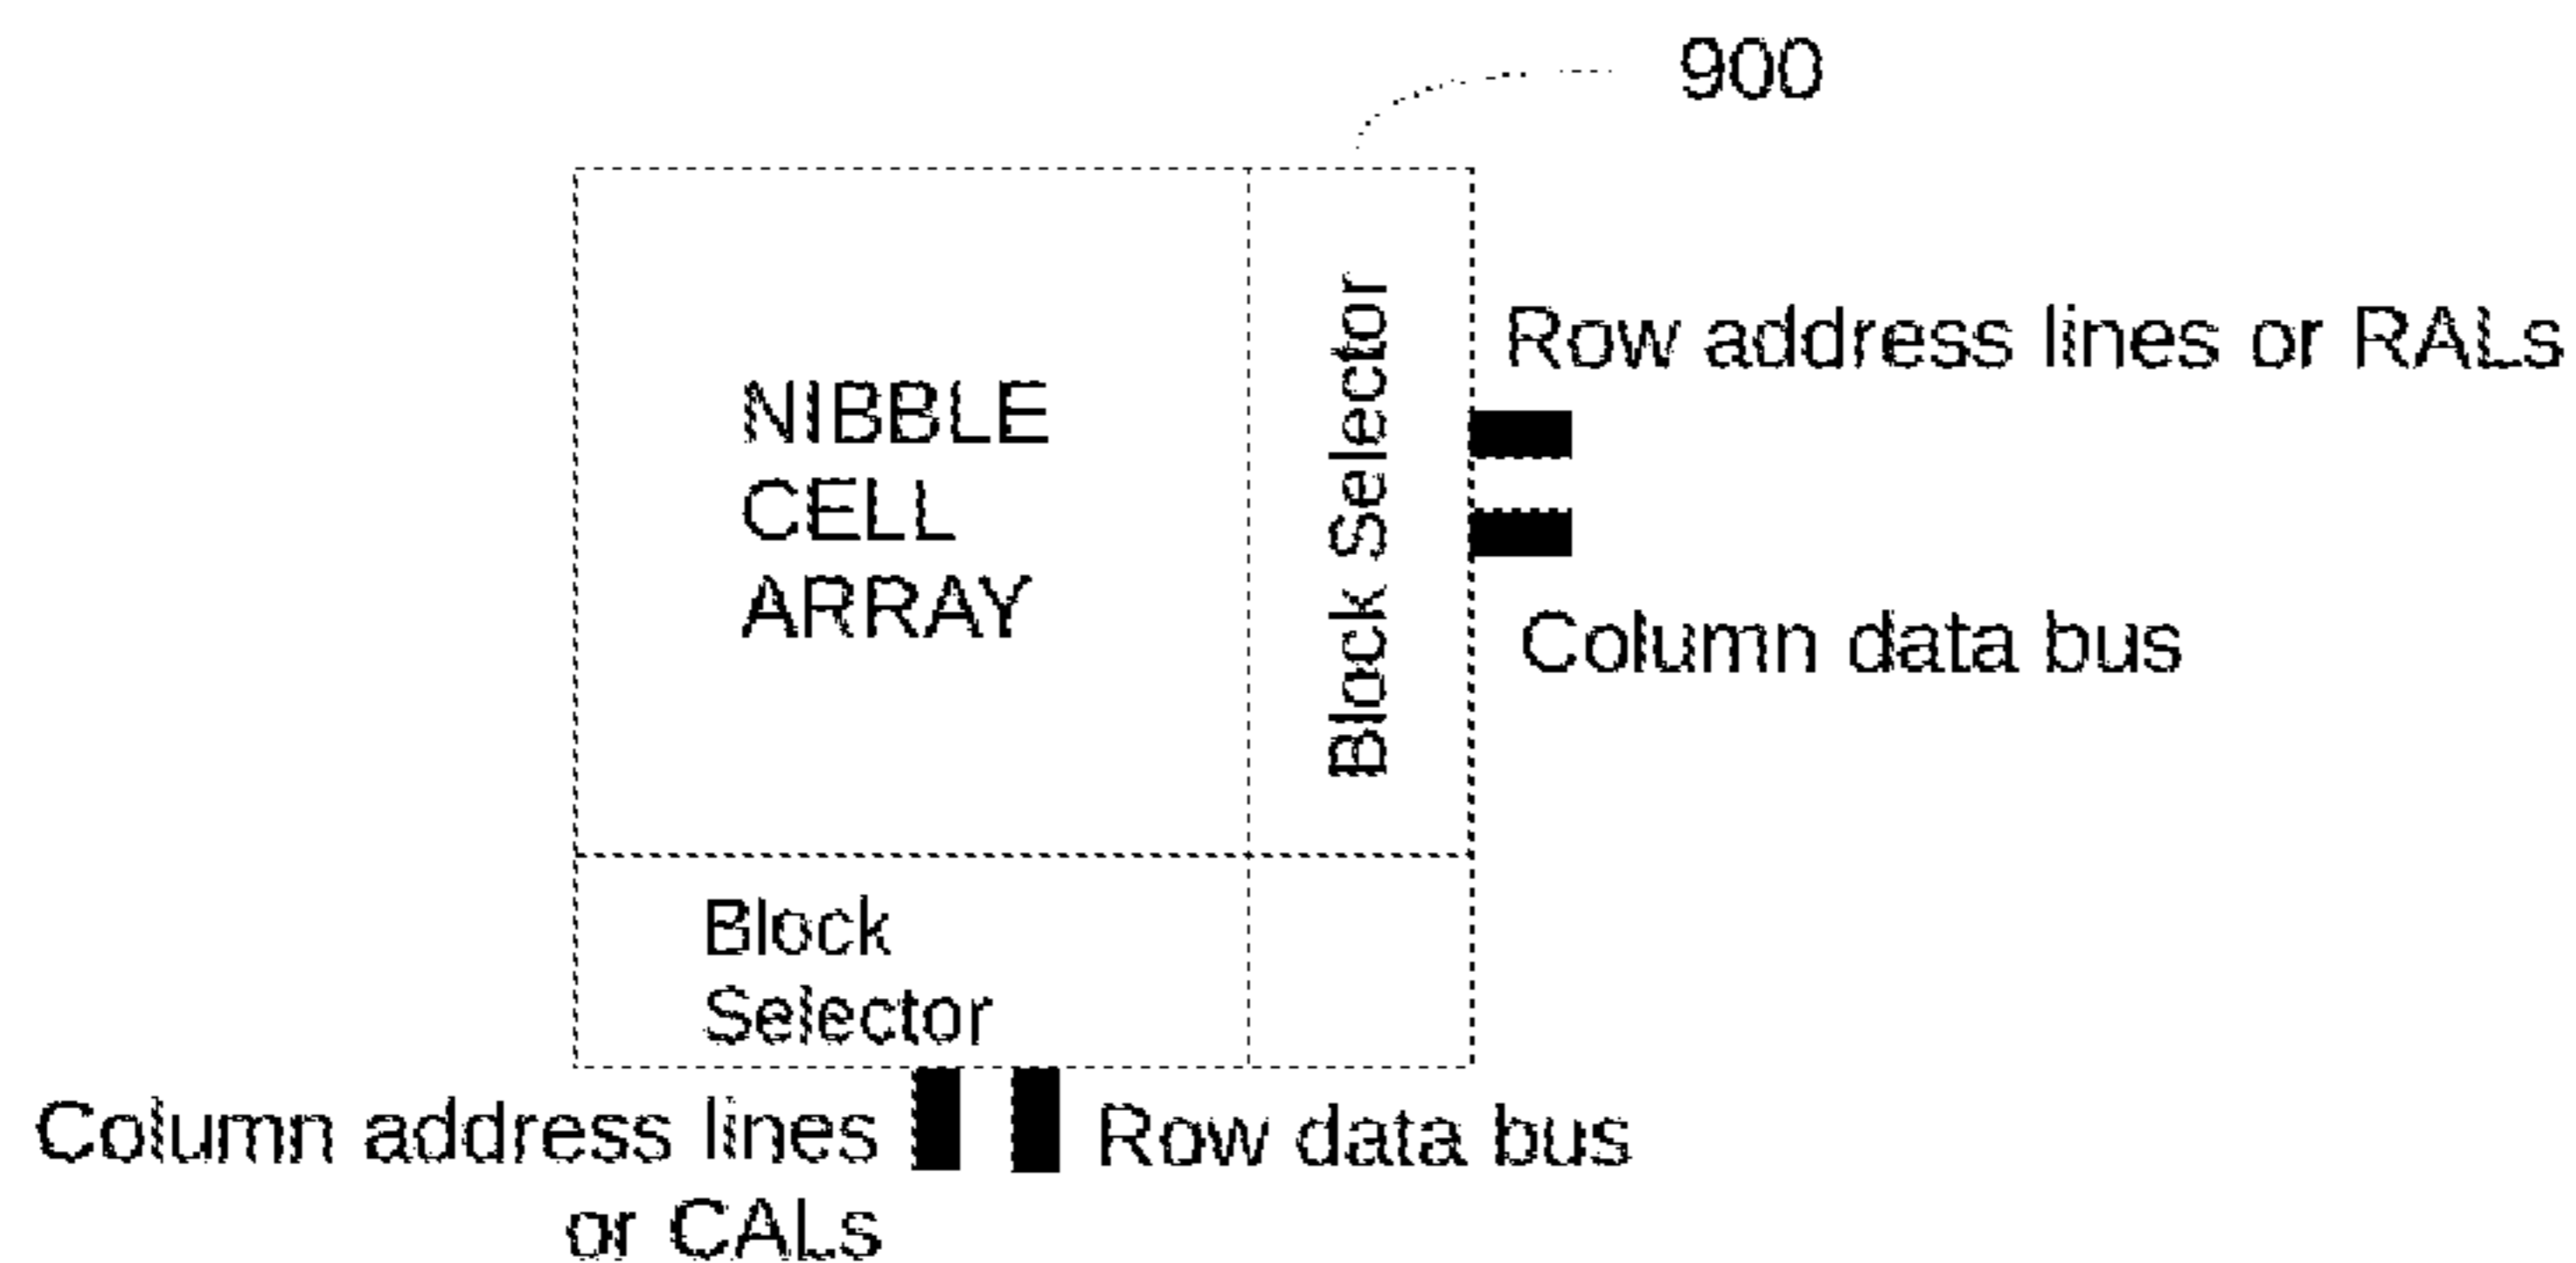 900
Row address lines or RALs
NIBBLE
CELL
ARRAY
Block Selector
Column data bus
Block
Selector
Column address lines
or CALs
Row data bus